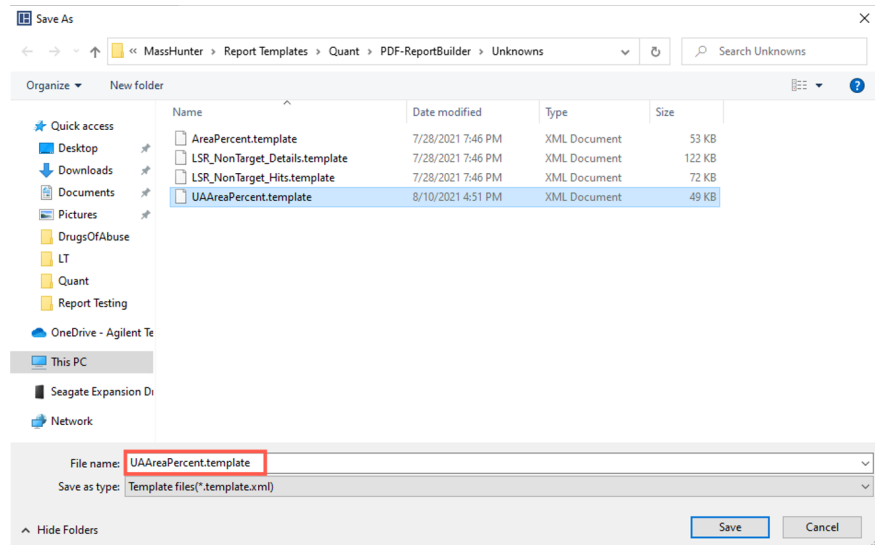 Save As
« MassHunter › Report Templates › Quant › PDF-ReportBuilder › Unknowns
Search Unknowns
Organize New folder
Name Date modified Type Size
Quick access
Desktop
Downloads
Documents
Pictures
DrugsOfAbuse
LT
Quant
Report Testing
OneDrive - Agilent Te
This PC
Seagate Expansion Dr
Network
AreaPercent.template 7/28/2021 7:46 PM XML Document 53 KB
LSR_NonTarget_Details.template 7/28/2021 7:46 PM XML Document 122 KB
LSR_NonTarget_Hits.template 7/28/2021 7:46 PM XML Document 72 KB
UAAreaPercent.template 8/10/2021 4:51 PM XML Document 49 KB
File name: UAAreaPercent.template
Save as type: Template files(*.template.xml)
Hide Folders Save Cancel